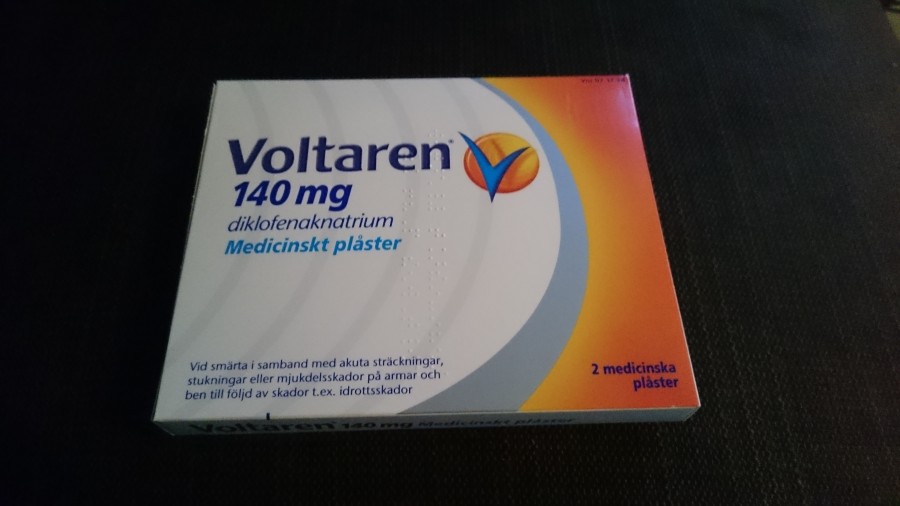 Voltaren
140 mg
diklofenaknatrium
Medicinskt plåster
Vid smärta i samband med akuta sträckningar,
stukningar eller mjukdelsskador på armar och
ben till följd av skador t.ex. idrottsskador
2 medicinska
plåster
Voltaren 140 mg Medicinskt plåster